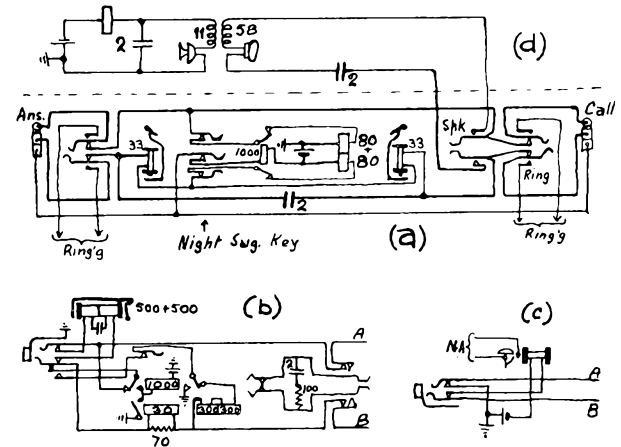 11 58
2
(d)
2
Ans.
Spk
Call
33
1000
80
+
80
33
Ring
2
Ring'g
Night Swg. Key
(a)
Ring'g
500+500
(b)
(c)
A
N.A
2
1000
100
A
30
300 300
B
B
70